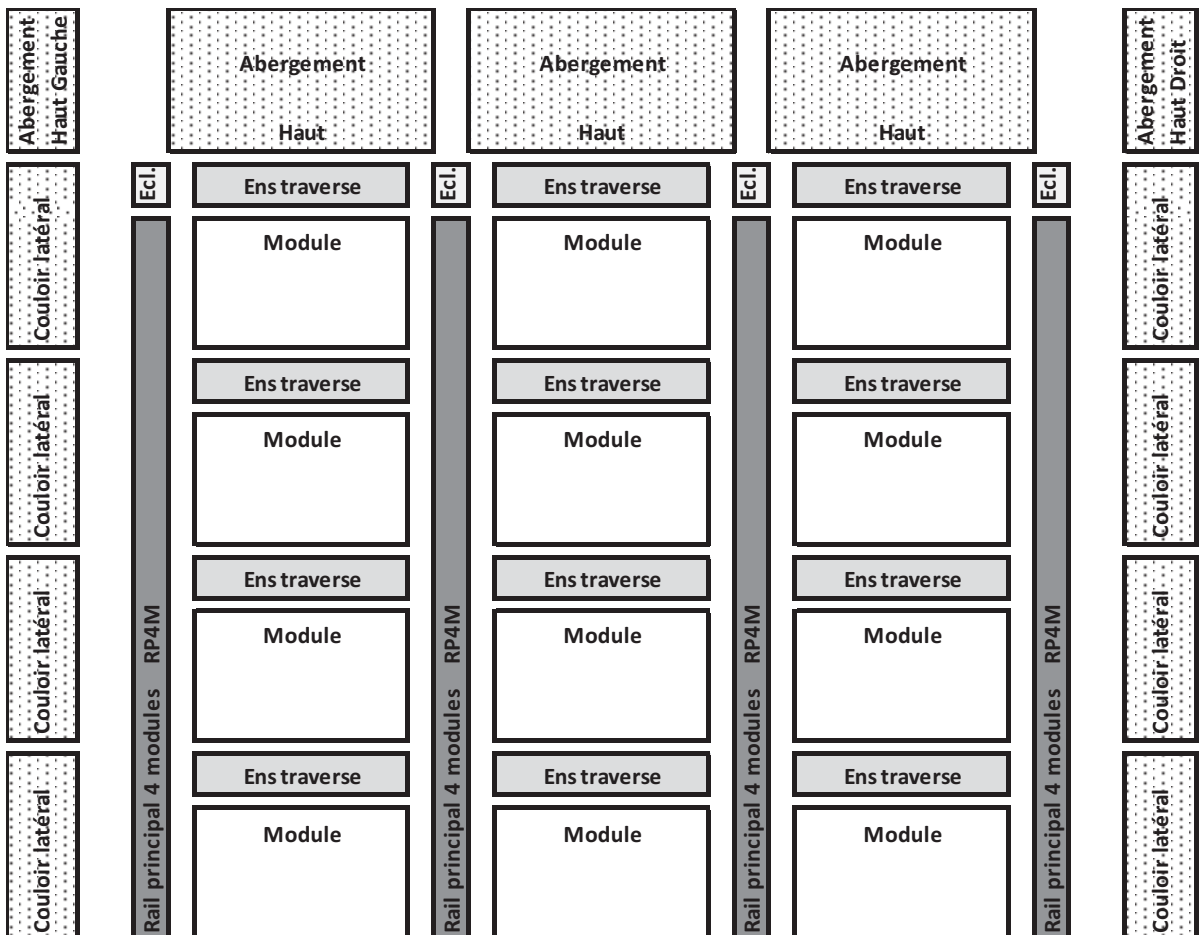 Abergement
Haut Gauche
Abergement
Haut
Abergement
Haut
Abergement
Haut
Abergement
Haut Droit
Couloir latéral
Ecl.
Ens traverse
Ecl.
Ens traverse
Ecl.
Ens traverse
Ecl.
Couloir latéral
Module
Module
Module
Couloir latéral
Ens traverse
Ens traverse
Ens traverse
Couloir latéral
Module
Module
Module
Couloir latéral
Ens traverse
Ens traverse
Ens traverse
Couloir latéral
Module
Module
Module
Rail principal 4 modules RP4M
Rail principal 4 modules RP4M
Rail principal 4 modules RP4M
Rail principal 4 modules RP4M
Couloir latéral
Ens traverse
Ens traverse
Ens traverse
Couloir latéral
Module
Module
Module